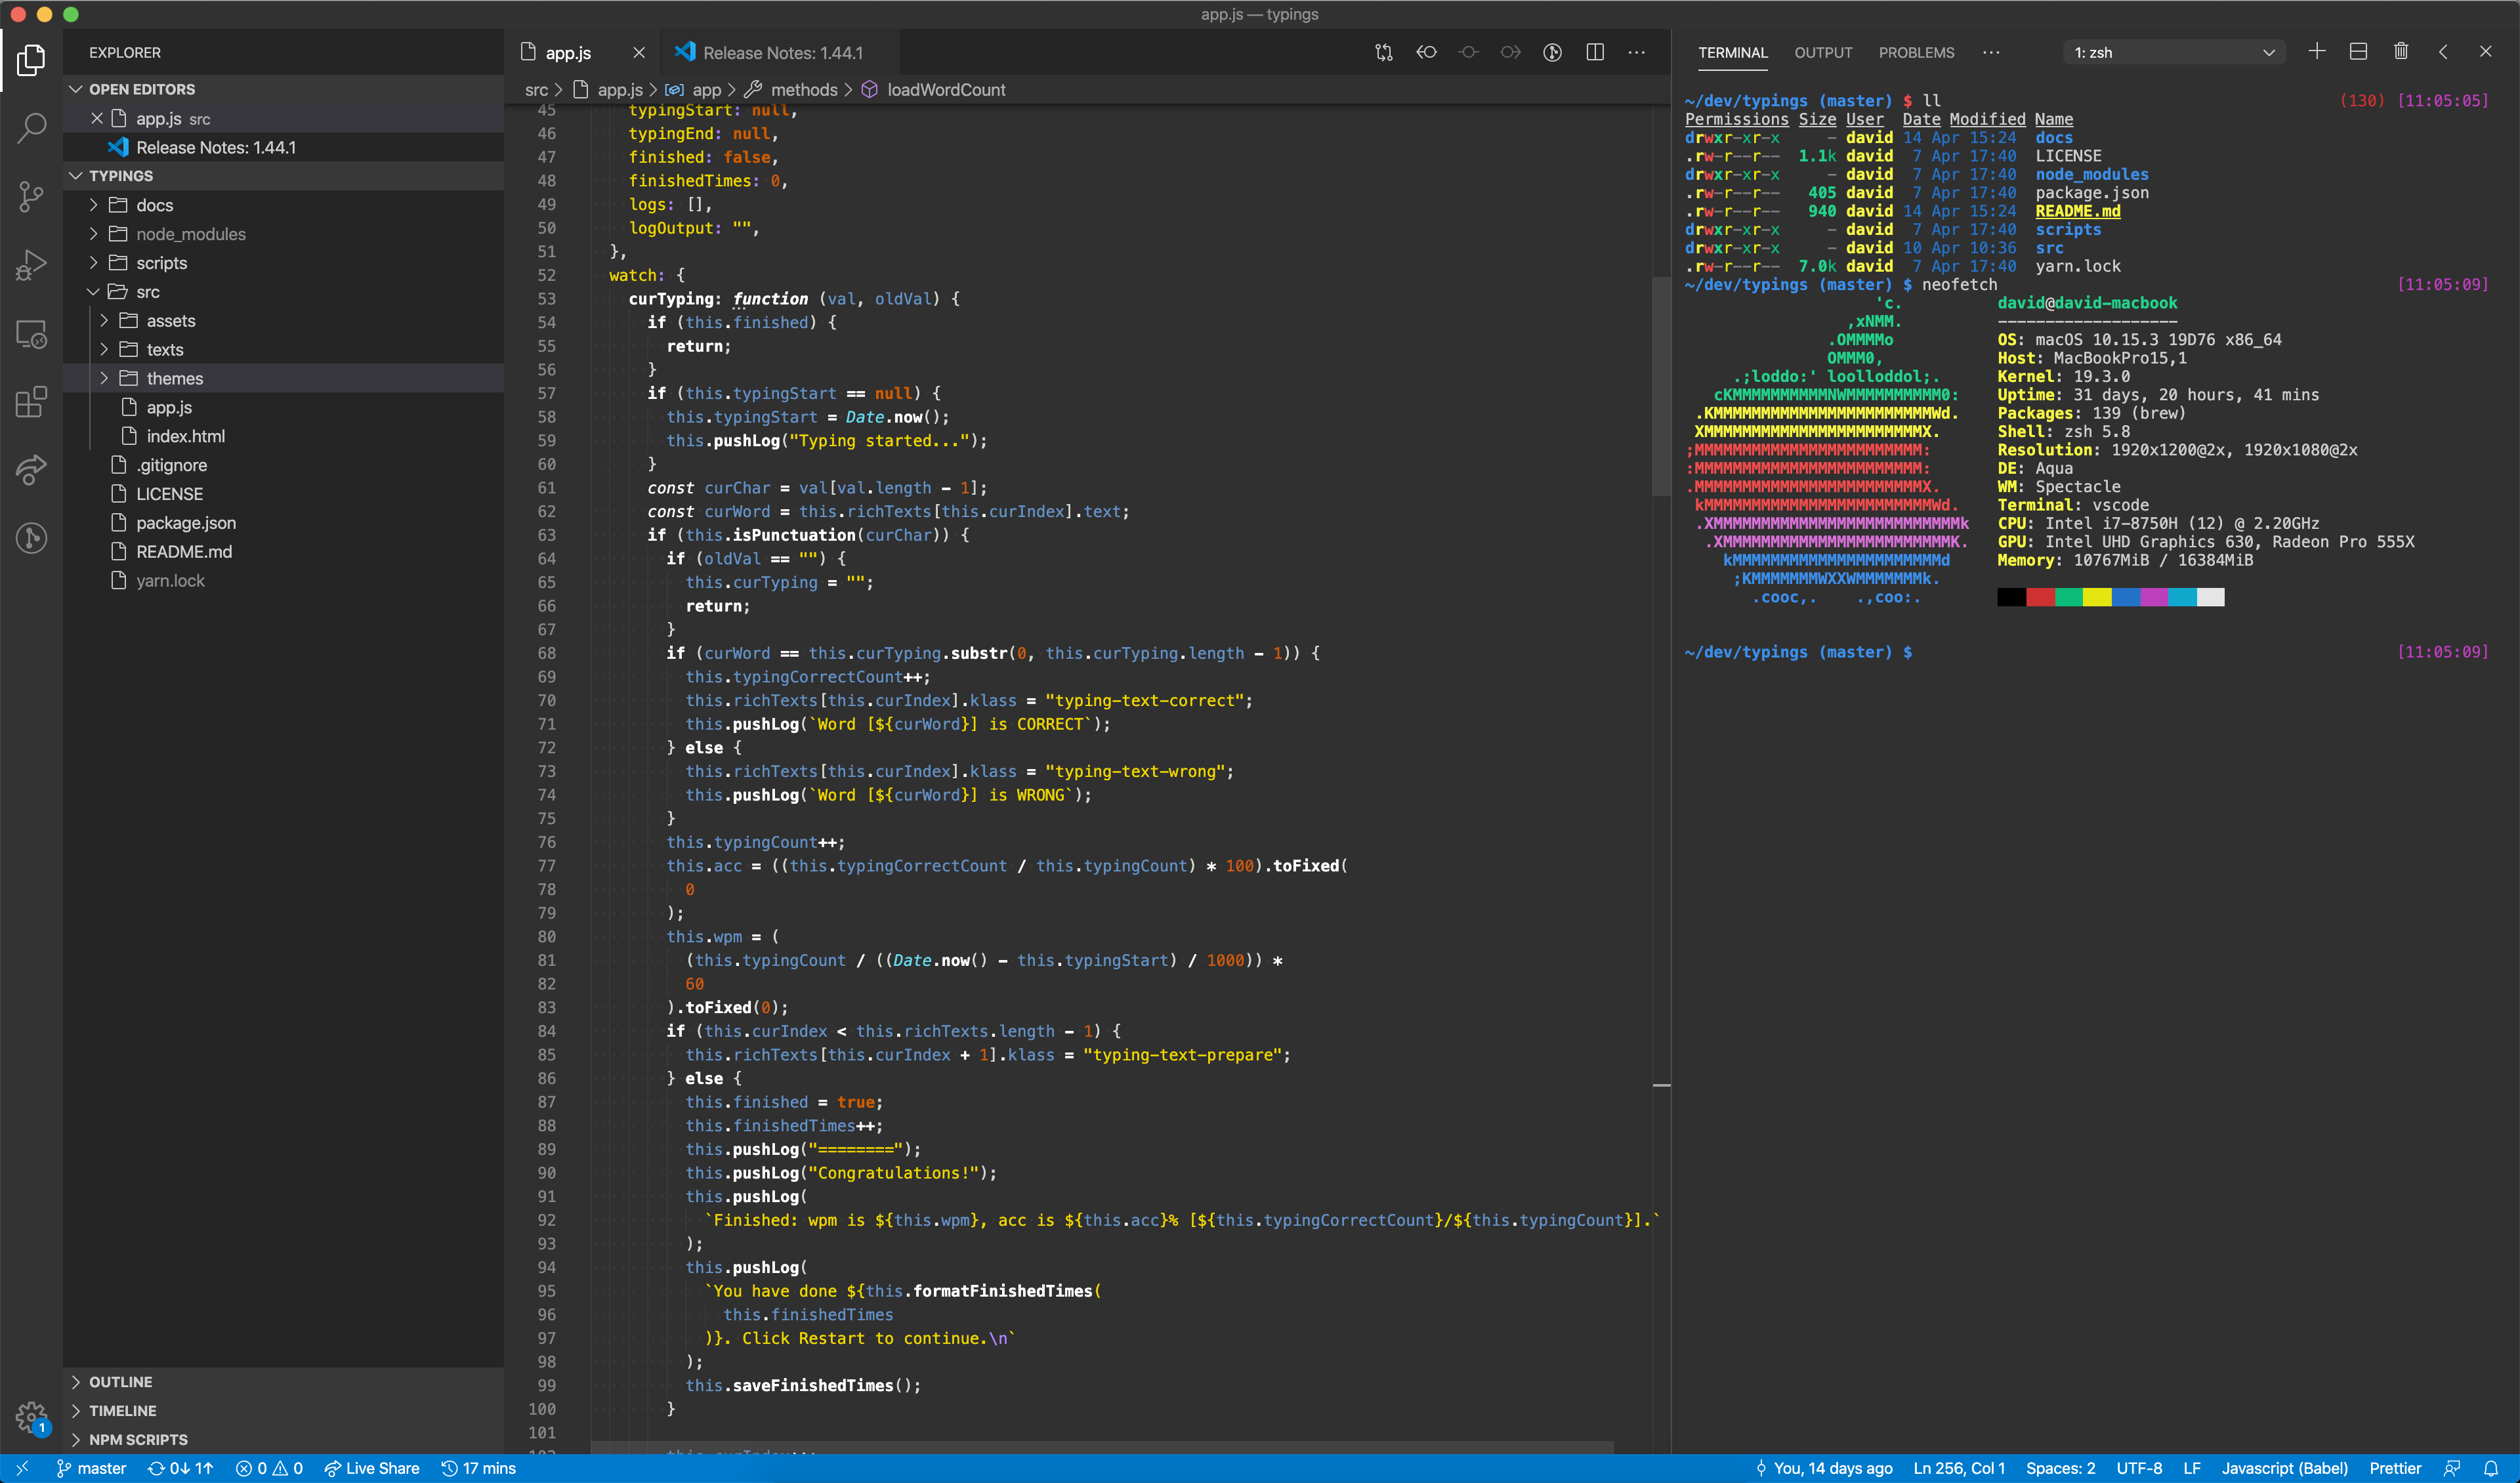 app.js — typings
EXPLORER
OPEN EDITORS
app.js src
Release Notes: 1.44.1
TYPINGS
docs
node_modules
scripts
src
assets
texts
themes
app.js
index.html
.gitignore
LICENSE
package.json
README.md
yarn.lock
OUTLINE
TIMELINE
NPM SCRIPTS
1
app.js
Release Notes: 1.44.1
src > app.js > app > methods > loadWordCount
45 typingStart: null,
46 typingEnd: null,
47 finished: false,
48 finishedTimes: 0,
49 logs: [],
50 logOutput: "",
51 },
52 watch: {
53 curTyping: function (val, oldVal) {
54 if (this.finished) {
55 return;
56 }
57 if (this.typingStart == null) {
58 this.typingStart = Date.now();
59 this.pushLog("Typing started...");
60 }
61 const curChar = val[val.length - 1];
62 const curWord = this.richTexts[this.curIndex].text;
63 if (this.isPunctuation(curChar)) {
64 if (oldVal == "") {
65 this.curTyping = "";
66 return;
67 }
68 if (curWord == this.curTyping.substr(0, this.curTyping.length - 1)) {
69 this.typingCorrectCount++;
70 this.richTexts[this.curIndex].klass = "typing-text-correct";
71 this.pushLog(`Word [${curWord}] is CORRECT`);
72 } else {
73 this.richTexts[this.curIndex].klass = "typing-text-wrong";
74 this.pushLog(`Word [${curWord}] is WRONG`);
75 }
76 this.typingCount++;
77 this.acc = ((this.typingCorrectCount / this.typingCount) * 100).toFixed(
78 0
79 );
80 this.wpm = (
81 (this.typingCount / ((Date.now() - this.typingStart) / 1000)) *
82 60
83 ).toFixed(0);
84 if (this.curIndex < this.richTexts.length - 1) {
85 this.richTexts[this.curIndex + 1].klass = "typing-text-prepare";
86 } else {
87 this.finished = true;
88 this.finishedTimes++;
89 this.pushLog("========");
90 this.pushLog("Congratulations!");
91 this.pushLog(
92 `Finished: wpm is ${this.wpm}, acc is ${this.acc}% [${this.typingCorrectCount}/${this.typingCount}].`
93 );
94 this.pushLog(
95 `You have done ${this.formatFinishedTimes(
96 this.finishedTimes
97 )}. Click Restart to continue.\n`
98 );
99 this.saveFinishedTimes();
100 }
101
TERMINAL OUTPUT PROBLEMS ··· 1: zsh
~/dev/typings (master) $ ll (130) [11:05:05]
Permissions Size User Date Modified Name
drwxr-xr-x - david 14 Apr 15:24 docs
.rw-r--r-- 1.1k david 7 Apr 17:40 LICENSE
drwxr-xr-x - david 7 Apr 17:40 node_modules
.rw-r--r-- 405 david 7 Apr 17:40 package.json
.rw-r--r-- 940 david 14 Apr 15:24 README.md
drwxr-xr-x - david 7 Apr 17:40 scripts
drwxr-xr-x - david 10 Apr 10:36 src
.rw-r--r-- 7.0k david 7 Apr 17:40 yarn.lock
~/dev/typings (master) $ neofetch [11:05:09]
'c. david@david-macbook
,xNMM. -------------------
.OMMMMo OS: macOS 10.15.3 19D76 x86_64
OMMM0, Host: MacBookPro15,1
.;loddo:' loolloddol;. Kernel: 19.3.0
cKMMMMMMMMMMNWMMMMMMMMMM0: Uptime: 31 days, 20 hours, 41 mins
.KMMMMMMMMMMMMMMMMMMMMMMMWd. Packages: 139 (brew)
XMMMMMMMMMMMMMMMMMMMMMMMX. Shell: zsh 5.8
;MMMMMMMMMMMMMMMMMMMMMMMM: Resolution: 1920x1200@2x, 1920x1080@2x
:MMMMMMMMMMMMMMMMMMMMMMMM: DE: Aqua
.MMMMMMMMMMMMMMMMMMMMMMMMX. WM: Spectacle
kMMMMMMMMMMMMMMMMMMMMMMMMWd. Terminal: vscode
.XMMMMMMMMMMMMMMMMMMMMMMMMMMk CPU: Intel i7-8750H (12) @ 2.20GHz
.XMMMMMMMMMMMMMMMMMMMMMMMMK. GPU: Intel UHD Graphics 630, Radeon Pro 555X
kMMMMMMMMMMMMMMMMMMMMMMd Memory: 10767MiB / 16384MiB
;KMMMMMMMWXXWMMMMMMMk.
.cooc,. .,coo:.
~/dev/typings (master) $ [11:05:09]
master 0↓ 1↑ 0 0 Live Share 17 mins
You, 14 days ago Ln 256, Col 1 Spaces: 2 UTF-8 LF Javascript (Babel) Prettier